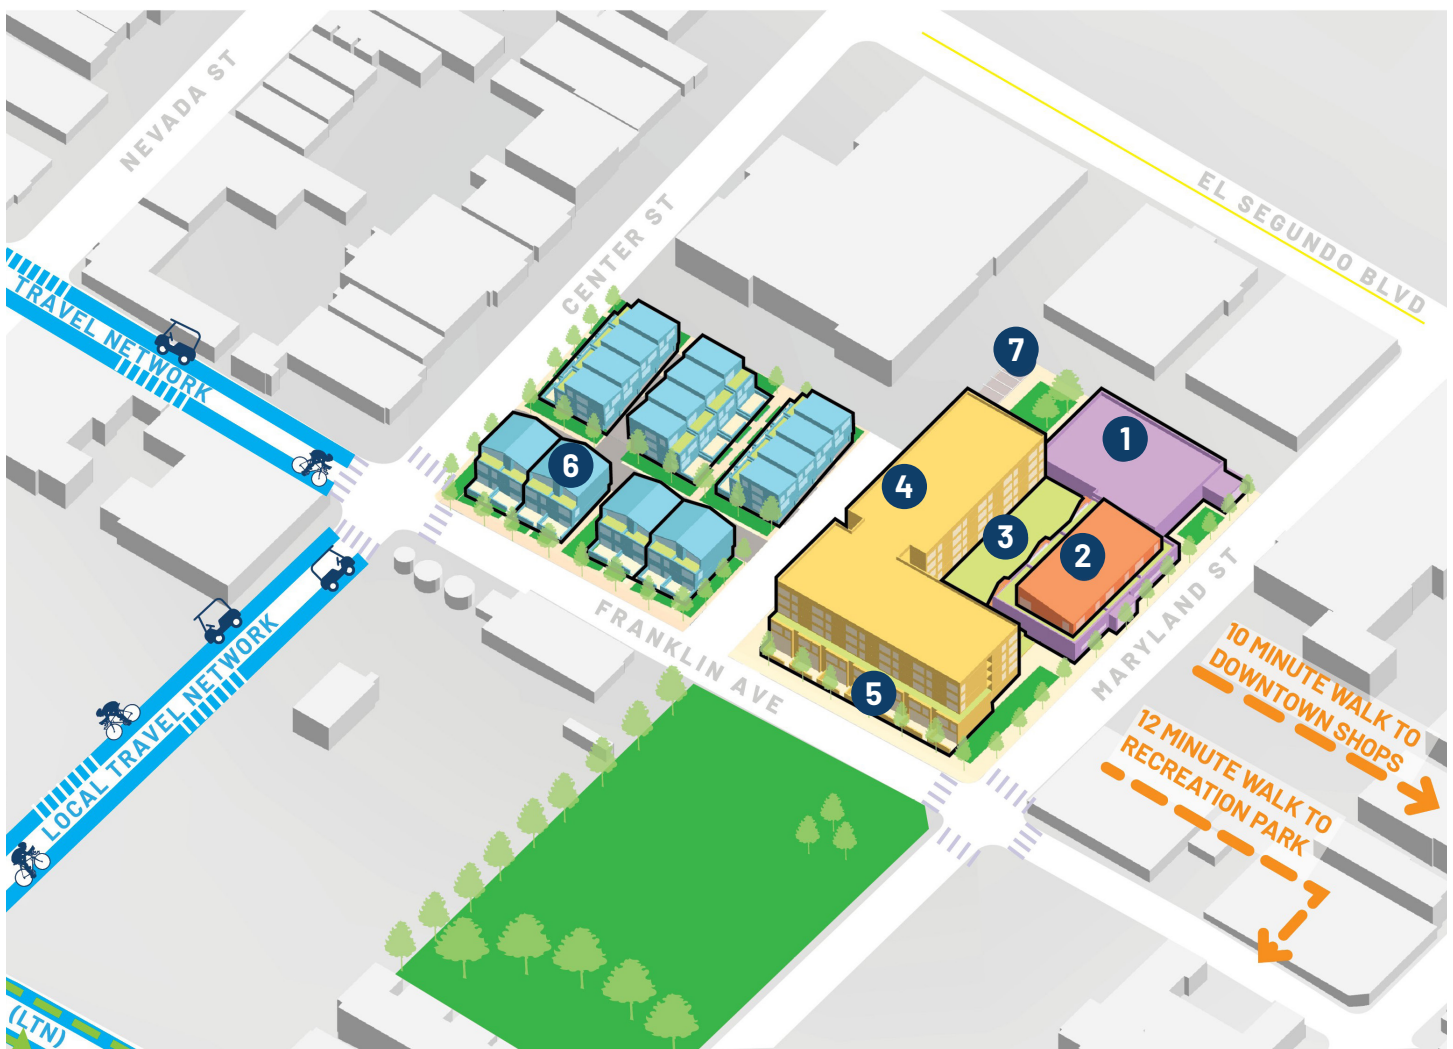 NEVADA ST
CENTER ST
EL SEGUNDO BLVD
TRAVEL NETWORK
7
1
4
6
3
2
5
FRANKLIN AVE
MARYLAND ST
LOCAL TRAVEL NETWORK
10 MINUTE WALK TO
DOWNTOWN SHOPS
12 MINUTE WALK TO
RECREATION PARK
(LTN)